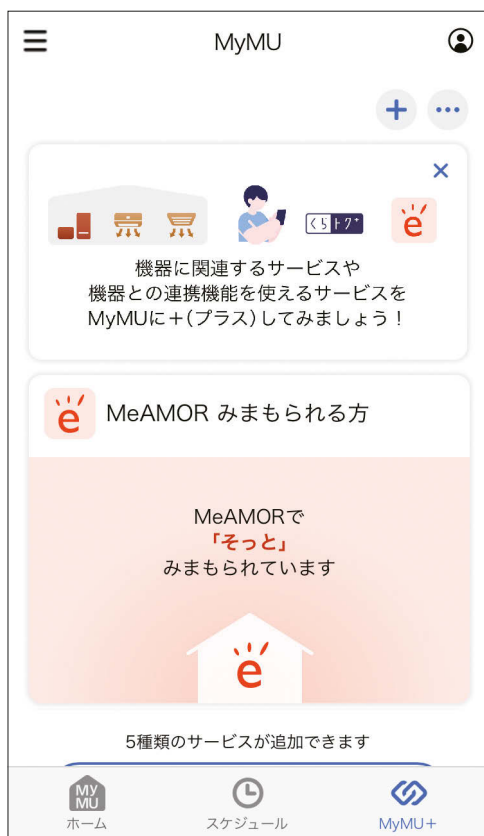 MyMU
くらトク+
e
機器に関連するサービスや
機器との連携機能を使えるサービスを
MyMUに+(プラス)してみましょう！
e
MeAMOR みまもられる方
MeAMORで
「そっと」
みまもられています
e
5種類のサービスが追加できます
MY
MU
ホーム
スケジュール
MyMU+